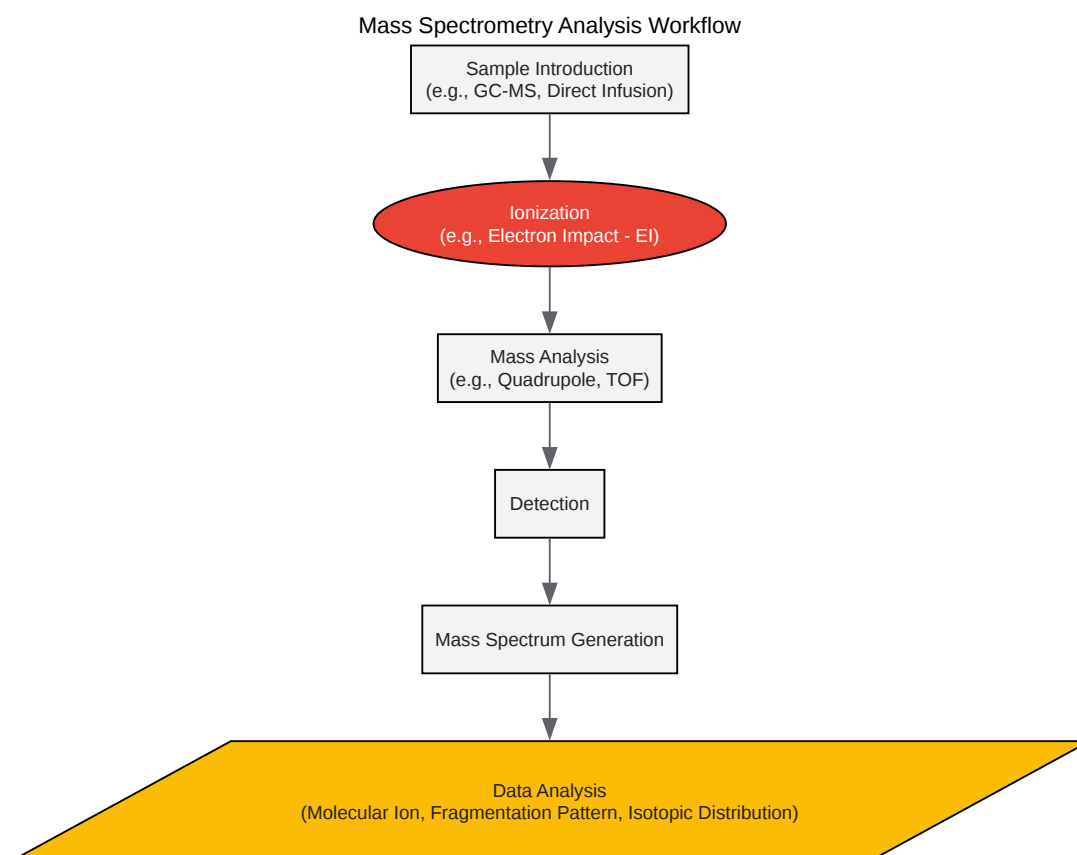 Mass Spectrometry Analysis Workflow
Sample Introduction
(e.g., GC-MS, Direct Infusion)
Ionization
(e.g., Electron Impact - EI)
Mass Analysis
(e.g., Quadrupole, TOF)
Detection
Mass Spectrum Generation
Data Analysis
(Molecular Ion, Fragmentation Pattern, Isotopic Distribution)